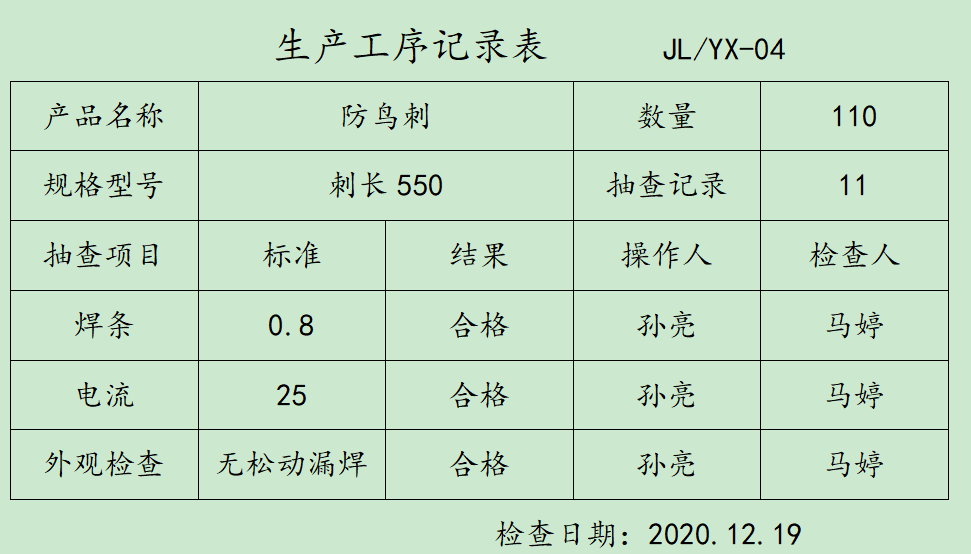 生产工序记录表 JL/YX-04
产品名称 防鸟刺 数量 110
规格型号 刺长550 抽查记录 11
抽查项目 标准 结果 操作人 检查人
焊条 0.8 合格 孙亮 马婷
电流 25 合格 孙亮 马婷
外观检查 无松动漏焊 合格 孙亮 马婷
检查日期：2020.12.19